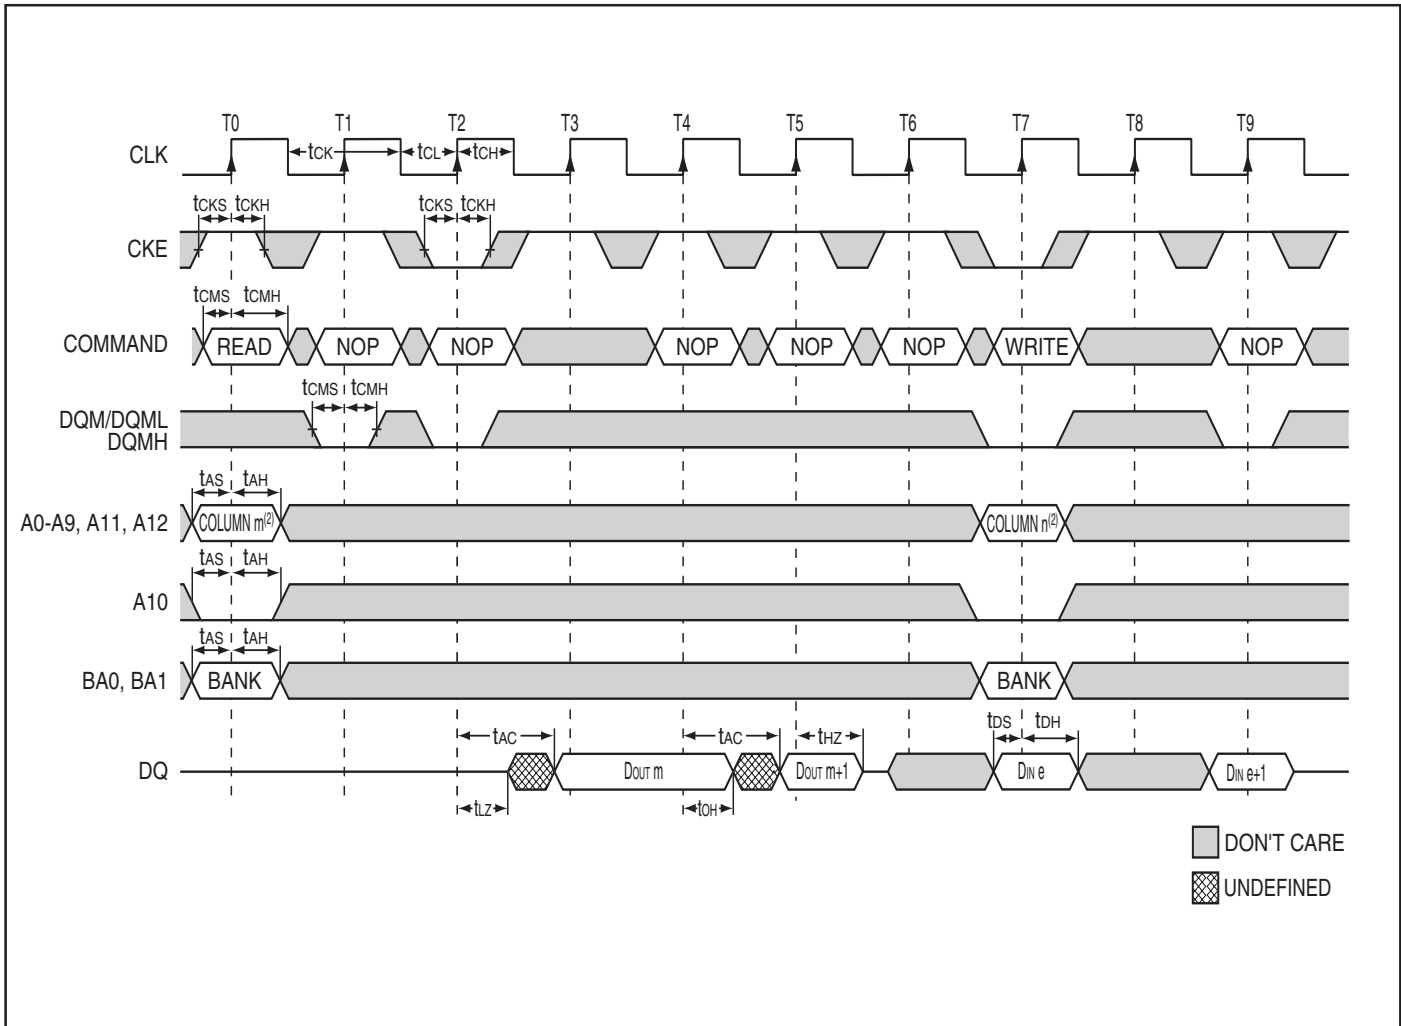 T0 T1 T2 T3 T4 T5 T6 T7 T8 T9
CLK tCK tCL tCH
tCKS tCKH tCKS tCKH
CKE
tCMS tCMH
COMMAND READ NOP NOP NOP NOP NOP WRITE NOP
tCMS tCMH
DQM/DQML
DQMH
tAS tAH
A0-A9, A11, A12 COLUMN m(2) COLUMN n(2)
tAS tAH
A10
tAS tAH
BA0, BA1 BANK BANK
tAC tAC tHZ tDS tDH
DQ DOUT m DOUT m+1 DIN e DIN e+1
tLZ tOH
DON'T CARE
UNDEFINED